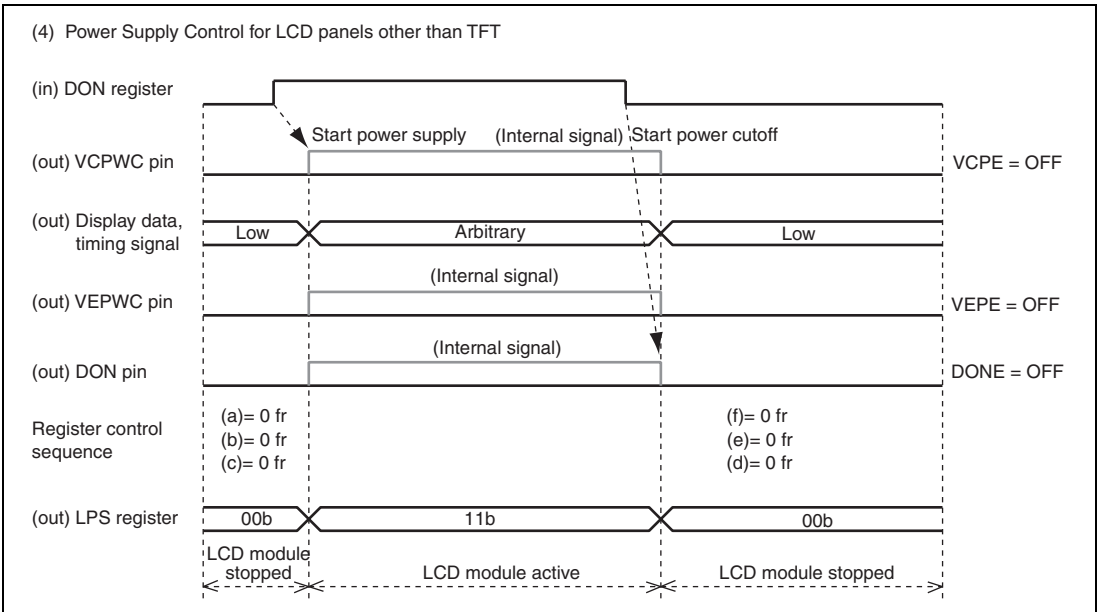 (4) Power Supply Control for LCD panels other than TFT
(in) DON register
Start power supply
(Internal signal)
Start power cutoff
(out) VCPWC pin
VCPE = OFF
(out) Display data,
timing signal
Low
Arbitrary
Low
(Internal signal)
(out) VEPWC pin
VEPE = OFF
(Internal signal)
(out) DON pin
DONE = OFF
Register control
sequence
(a)= 0 fr
(b)= 0 fr
(c)= 0 fr
(f)= 0 fr
(e)= 0 fr
(d)= 0 fr
(out) LPS register
00b
11b
00b
LCD module
stopped
LCD module active
LCD module stopped